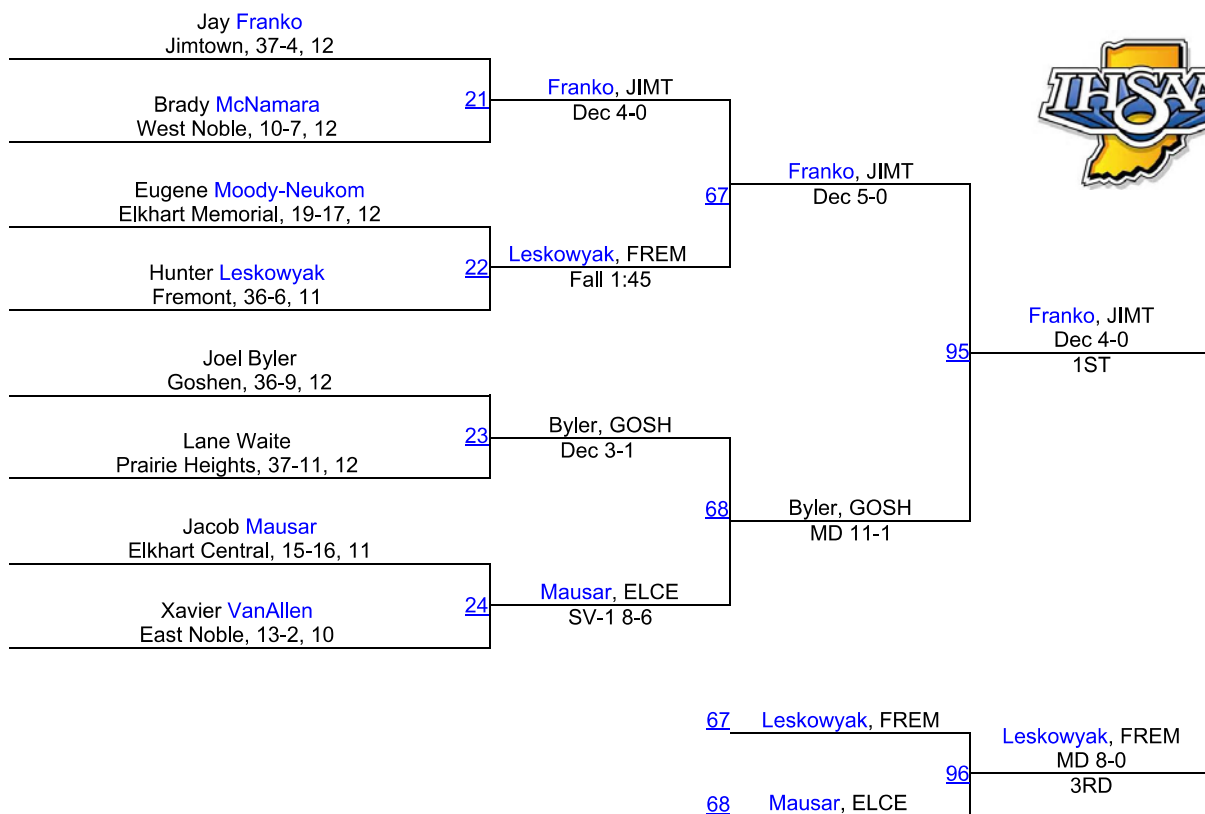 Jay Franko
Jimtown, 37-4, 12
Brady McNamara
West Noble, 10-7, 12
21
Franko, JIMT
Dec 4-0
Eugene Moody-Neukom
Elkhart Memorial, 19-17, 12
Hunter Leskowyak
Fremont, 36-6, 11
22
Leskowyak, FREM
Fall 1:45
67
Franko, JIMT
Dec 5-0
Joel Byler
Goshen, 36-9, 12
Lane Waite
Prairie Heights, 37-11, 12
23
Byler, GOSH
Dec 3-1
Jacob Mausar
Elkhart Central, 15-16, 11
Xavier VanAllen
East Noble, 13-2, 10
24
Mausar, ELCE
SV-1 8-6
68
Byler, GOSH
MD 11-1
95
Franko, JIMT
Dec 4-0
1ST
IHSAA
67 Leskowyak, FREM
68 Mausar, ELCE
96
Leskowyak, FREM
MD 8-0
3RD